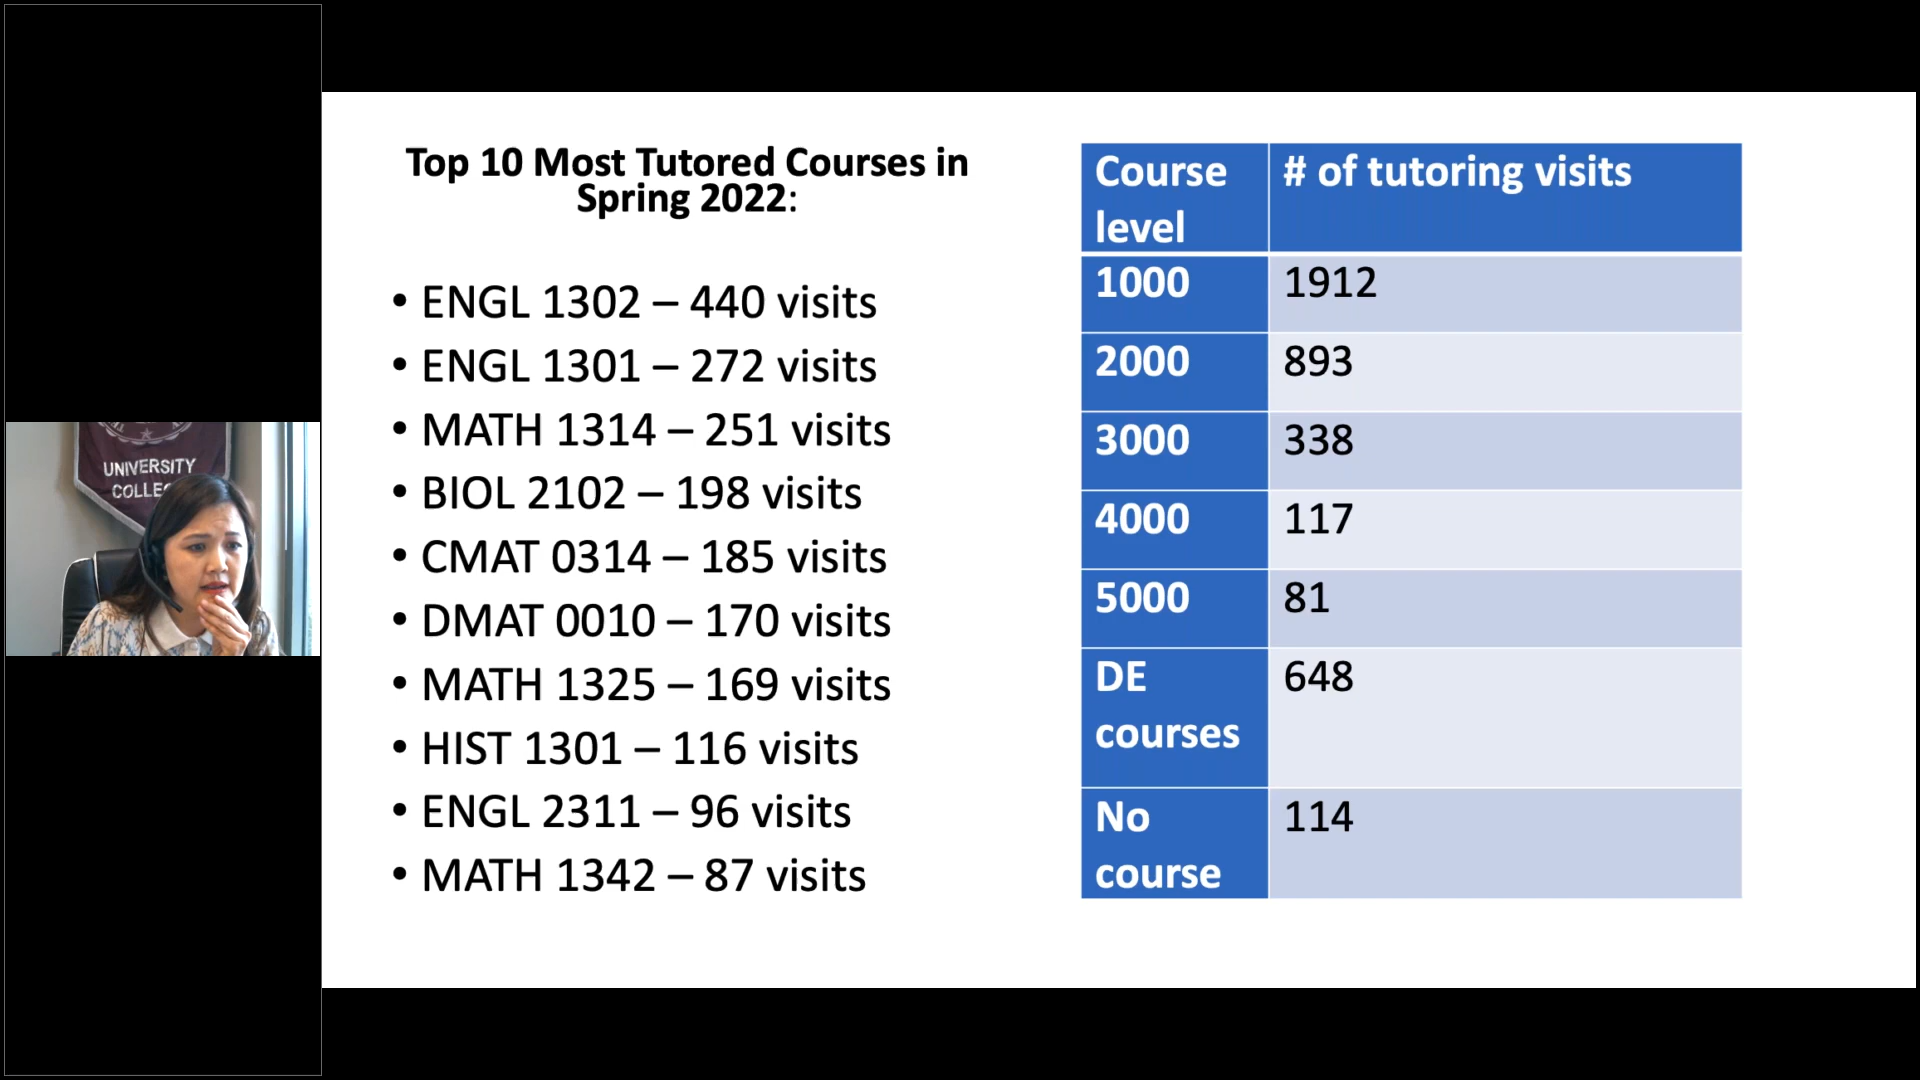 Top 10 Most Tutored Courses in
Spring 2022:
• ENGL 1302 – 440 visits
• ENGL 1301 – 272 visits
• MATH 1314 – 251 visits
• BIOL 2102 – 198 visits
• CMAT 0314 – 185 visits
• DMAT 0010 – 170 visits
• MATH 1325 – 169 visits
• HIST 1301 – 116 visits
• ENGL 2311 – 96 visits
• MATH 1342 – 87 visits
Course level # of tutoring visits
1000 1912
2000 893
3000 338
4000 117
5000 81
DE courses 648
No course 114
UNIVERSITY